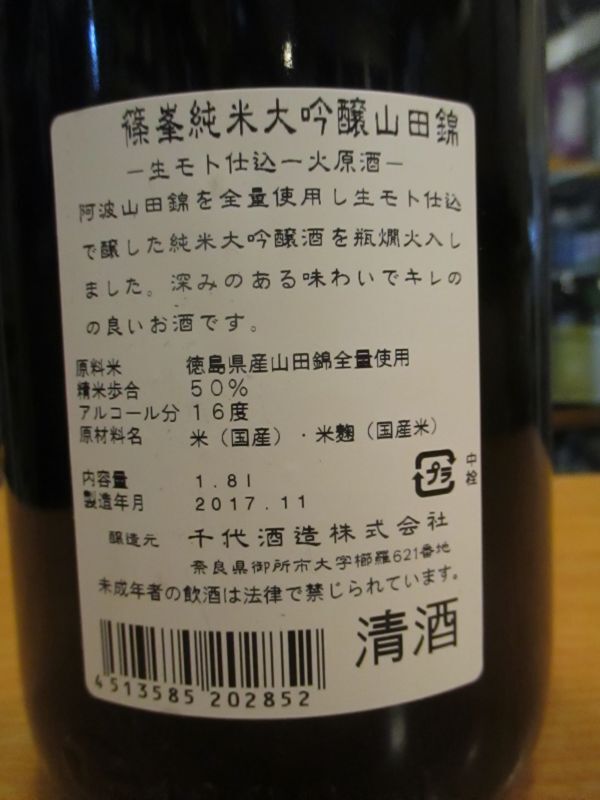 篠峯純米大吟醸山田錦
ー生モト仕込一火原酒ー
阿波山田錦を全量使用し生モト仕込
で醸した純米大吟醸酒を瓶燗火入し
ました。深みのある味わいでキレの
の良いお酒です。
原料米 徳島県産山田錦全量使用
精米歩合 50%
アルコール分 16度
原材料名 米（国産）・米麹（国産米）
内容量 1.8l
製造年月 2017.11
プラ 中栓
醸造元 千代酒造株式会社
奈良県御所市大字櫛羅621番地
未成年者の飲酒は法律で禁じられています。
清酒
4513585 202852